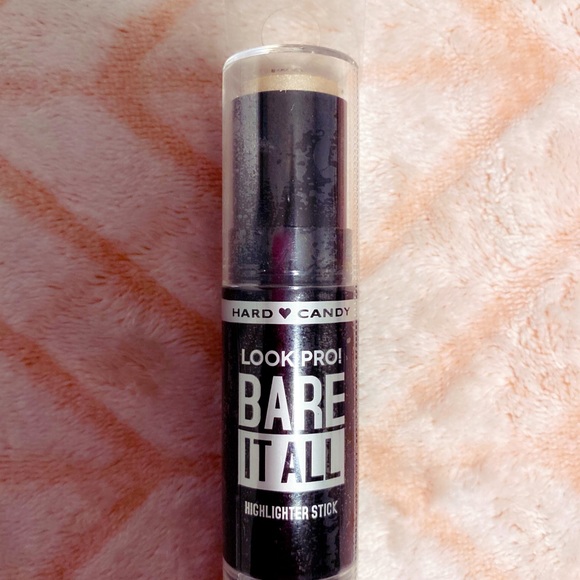 HARD ♥ CANDY
LOOK PRO!
BARE
IT ALL
HIGHLIGHTER STICK